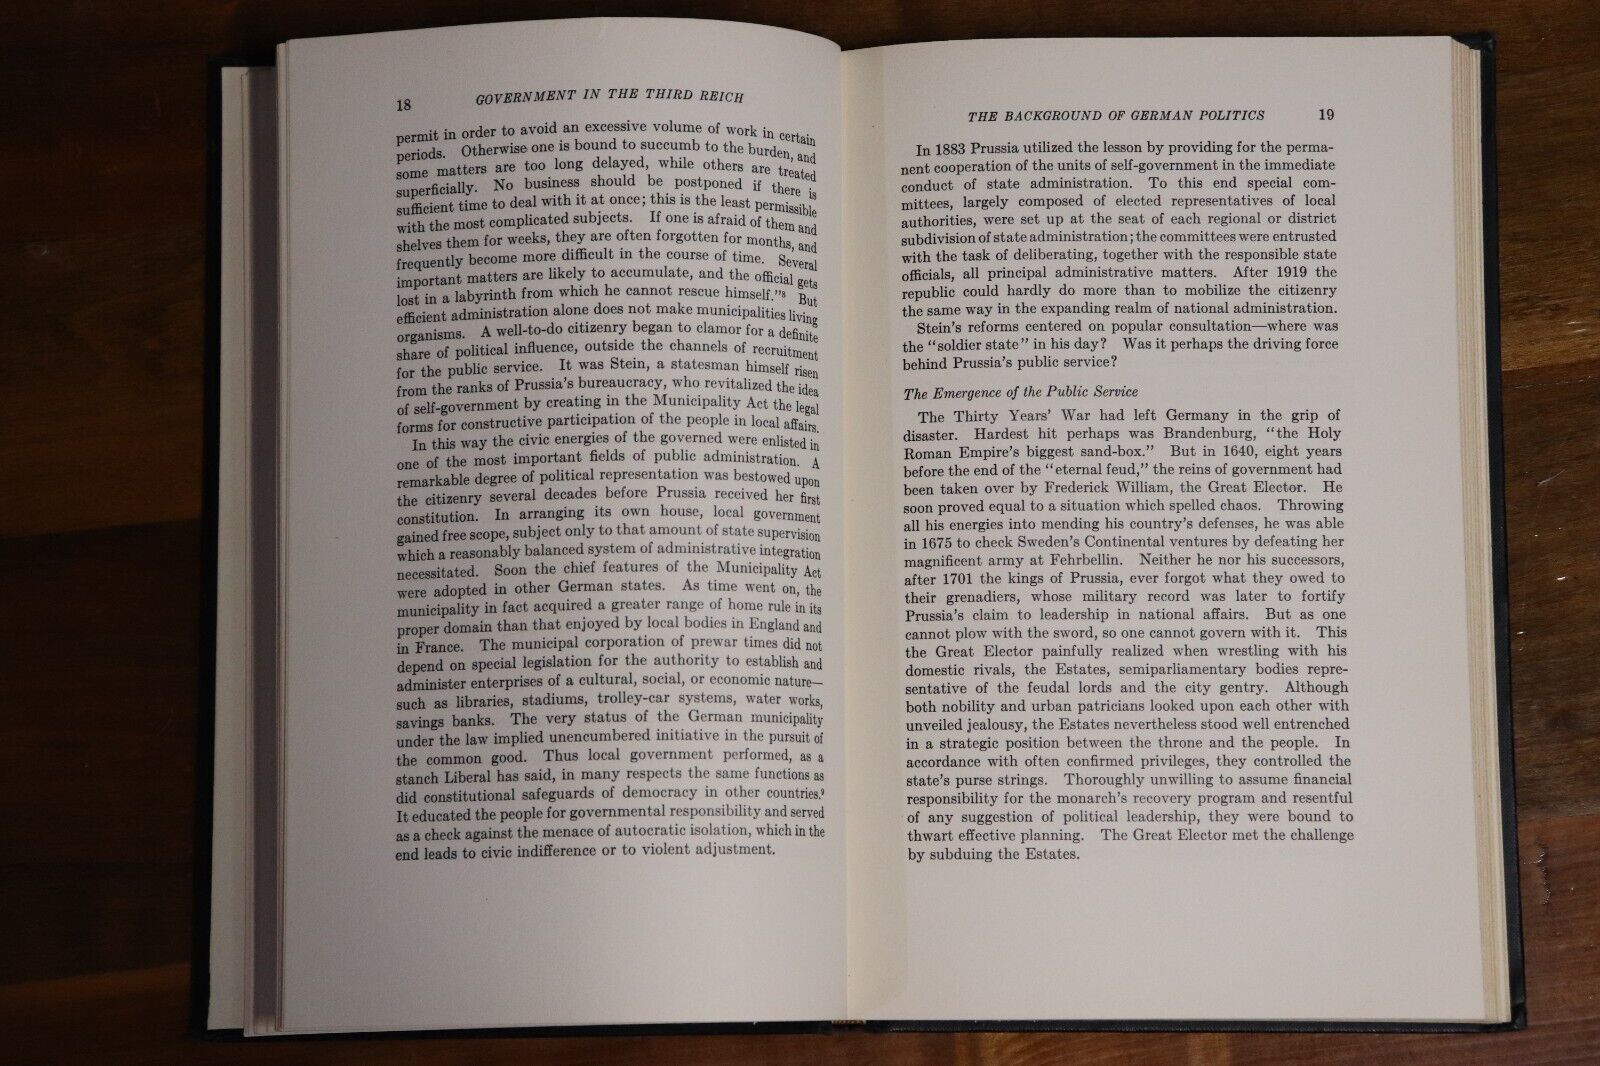 18
GOVERNMENT IN THE THIRD REICH
permit in order to avoid an excessive volume of work in certain
periods. Otherwise one is bound to succumb to the burden, and
some matters are too long delayed, while others are treated
superficially. No business should be postponed if there is
sufficient time to deal with it at once; this is the least permissible
with the most complicated subjects. If one is afraid of them and
shelves them for weeks, they are often forgotten for months, and
frequently become more difficult in the course of time. Several
important matters are likely to accumulate, and the official gets
lost in a labyrinth from which he cannot rescue himself."⁸ But
efficient administration alone does not make municipalities living
organisms. A well-to-do citizenry began to clamor for a definite
share of political influence, outside the channels of recruitment
for the public service. It was Stein, a statesman himself risen
from the ranks of Prussia's bureaucracy, who revitalized the idea
of self-government by creating in the Municipality Act the legal
forms for constructive participation of the people in local affairs.
In this way the civic energies of the governed were enlisted in
one of the most important fields of public administration. A
remarkable degree of political representation was bestowed upon
the citizenry several decades before Prussia received her first
constitution. In arranging its own house, local government
gained free scope, subject only to that amount of state supervision
which a reasonably balanced system of administrative integration
necessitated. Soon the chief features of the Municipality Act
were adopted in other German states. As time went on, the
municipality in fact acquired a greater range of home rule in its
proper domain than that enjoyed by local bodies in England and
in France. The municipal corporation of prewar times did not
depend on special legislation for the authority to establish and
administer enterprises of a cultural, social, or economic nature—
such as libraries, stadiums, trolley-car systems, water works,
savings banks. The very status of the German municipality
under the law implied unencumbered initiative in the pursuit of
the common good. Thus local government performed, as a
stanch Liberal has said, in many respects the same functions as
did constitutional safeguards of democracy in other countries.⁹
It educated the people for governmental responsibility and served
as a check against the menace of autocratic isolation, which in the
end leads to civic indifference or to violent adjustment.
THE BACKGROUND OF GERMAN POLITICS 19
In 1883 Prussia utilized the lesson by providing for the perma-
nent cooperation of the units of self-government in the immediate
conduct of state administration. To this end special com-
mittees, largely composed of elected representatives of local
authorities, were set up at the seat of each regional or district
subdivision of state administration; the committees were entrusted
with the task of deliberating, together with the responsible state
officials, all principal administrative matters. After 1919 the
republic could hardly do more than to mobilize the citizenry
the same way in the expanding realm of national administration.
Stein's reforms centered on popular consultation—where was
the "soldier state" in his day? Was it perhaps the driving force
behind Prussia's public service?
The Emergence of the Public Service
The Thirty Years' War had left Germany in the grip of
disaster. Hardest hit perhaps was Brandenburg, "the Holy
Roman Empire's biggest sand-box." But in 1640, eight years
before the end of the "eternal feud," the reins of government had
been taken over by Frederick William, the Great Elector. He
soon proved equal to a situation which spelled chaos. Throwing
all his energies into mending his country's defenses, he was able
in 1675 to check Sweden's Continental ventures by defeating her
magnificent army at Fehrbellin. Neither he nor his successors,
after 1701 the kings of Prussia, ever forgot what they owed to
their grenadiers, whose military record was later to fortify
Prussia's claim to leadership in national affairs. But as one
cannot plow with the sword, so one cannot govern with it. This
the Great Elector painfully realized when wrestling with his
domestic rivals, the Estates, semiparliamentary bodies repre-
sentative of the feudal lords and the city gentry. Although
both nobility and urban patricians looked upon each other with
unveiled jealousy, the Estates nevertheless stood well entrenched
in a strategic position between the throne and the people. In
accordance with often confirmed privileges, they controlled the
state's purse strings. Thoroughly unwilling to assume financial
responsibility for the monarch's recovery program and resentful
of any suggestion of political leadership, they were bound to
thwart effective planning. The Great Elector met the challenge
by subduing the Estates.